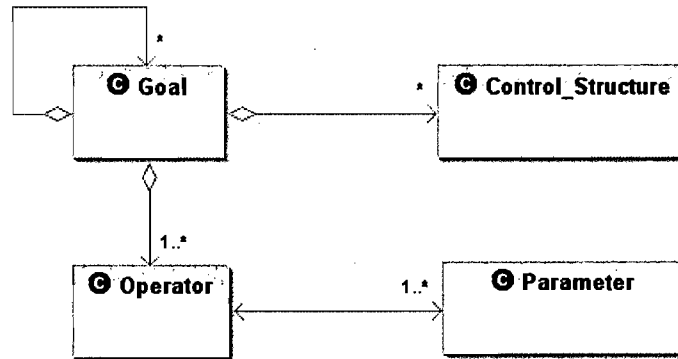 *
C Goal
*
C Control_Structure
1..*
C Operator
1..*
C Parameter